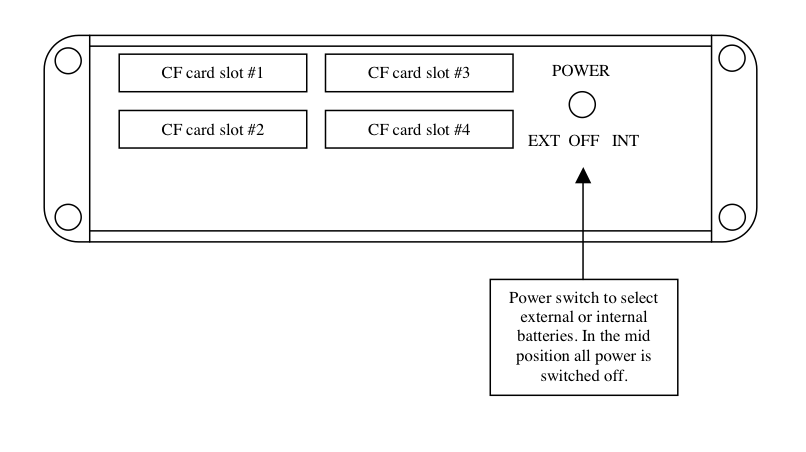 CF card slot #1
CF card slot #3
POWER
CF card slot #2
CF card slot #4
EXT OFF INT
Power switch to select
external or internal
batteries. In the mid
position all power is
switched off.